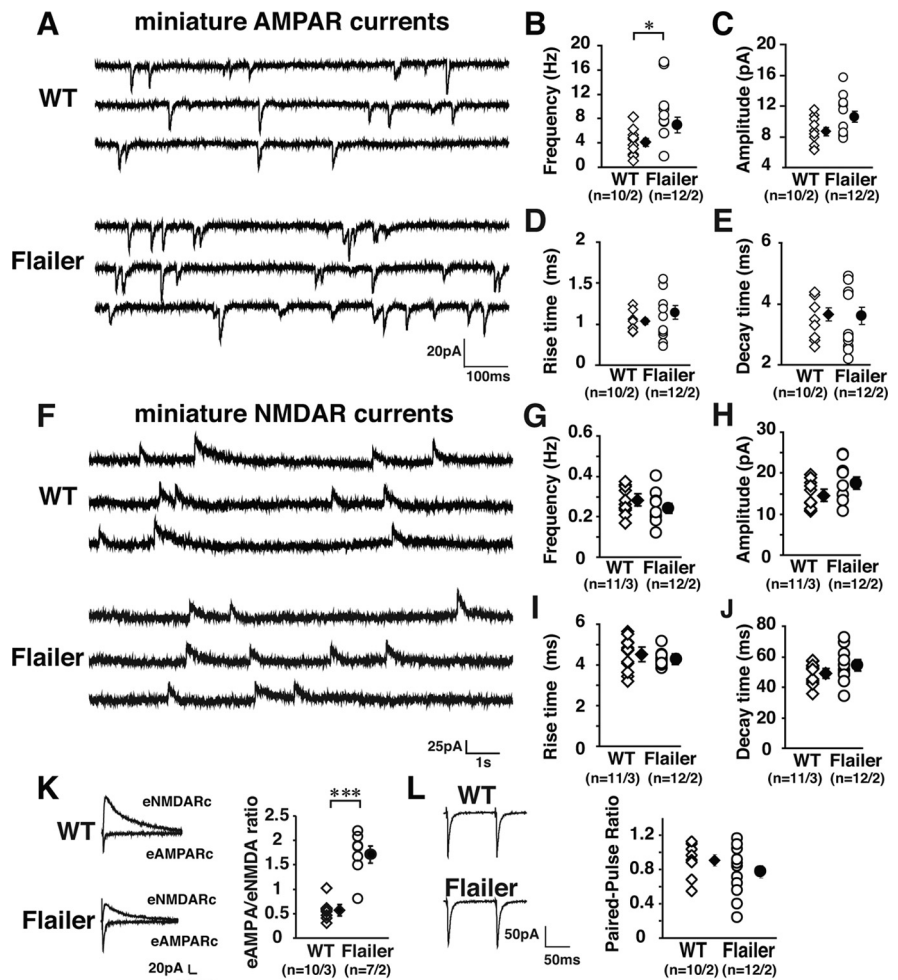 A miniature AMPAR currents
WT
Flailer
20pA
100ms
B
Frequency (Hz)
20
16
12
8
4
0
*
WT Flailer
(n=10/2) (n=12/2)
C
Amplitude (pA)
20
16
12
8
4
WT Flailer
(n=10/2) (n=12/2)
D
Rise time (ms)
2
1.5
1
0
WT Flailer
(n=10/2) (n=12/2)
E
Decay time (ms)
6
4
2
WT Flailer
(n=10/2) (n=12/2)
F miniature NMDAR currents
WT
Flailer
25pA
1s
G
Frequency (Hz)
0.6
0.4
0.2
0
WT Flailer
(n=11/3) (n=12/2)
H
Amplitude (pA)
30
20
10
0
WT Flailer
(n=11/3) (n=12/2)
I
Rise time (ms)
6
4
2
0
WT Flailer
(n=11/3) (n=12/2)
J
Decay time (ms)
80
60
40
20
0
WT Flailer
(n=11/3) (n=12/2)
K
WT
eNMDARc
eAMPARc
Flailer
eNMDARc
eAMPARc
20pA
eAMPA/eNMDA ratio
2.5
2
1.5
1
0.5
0
***
WT Flailer
(n=10/3) (n=7/2)
L
WT
Flailer
50pA
50ms
Paired-Pulse Ratio
1.2
0.8
0.4
0
WT Flailer
(n=10/2) (n=12/2)